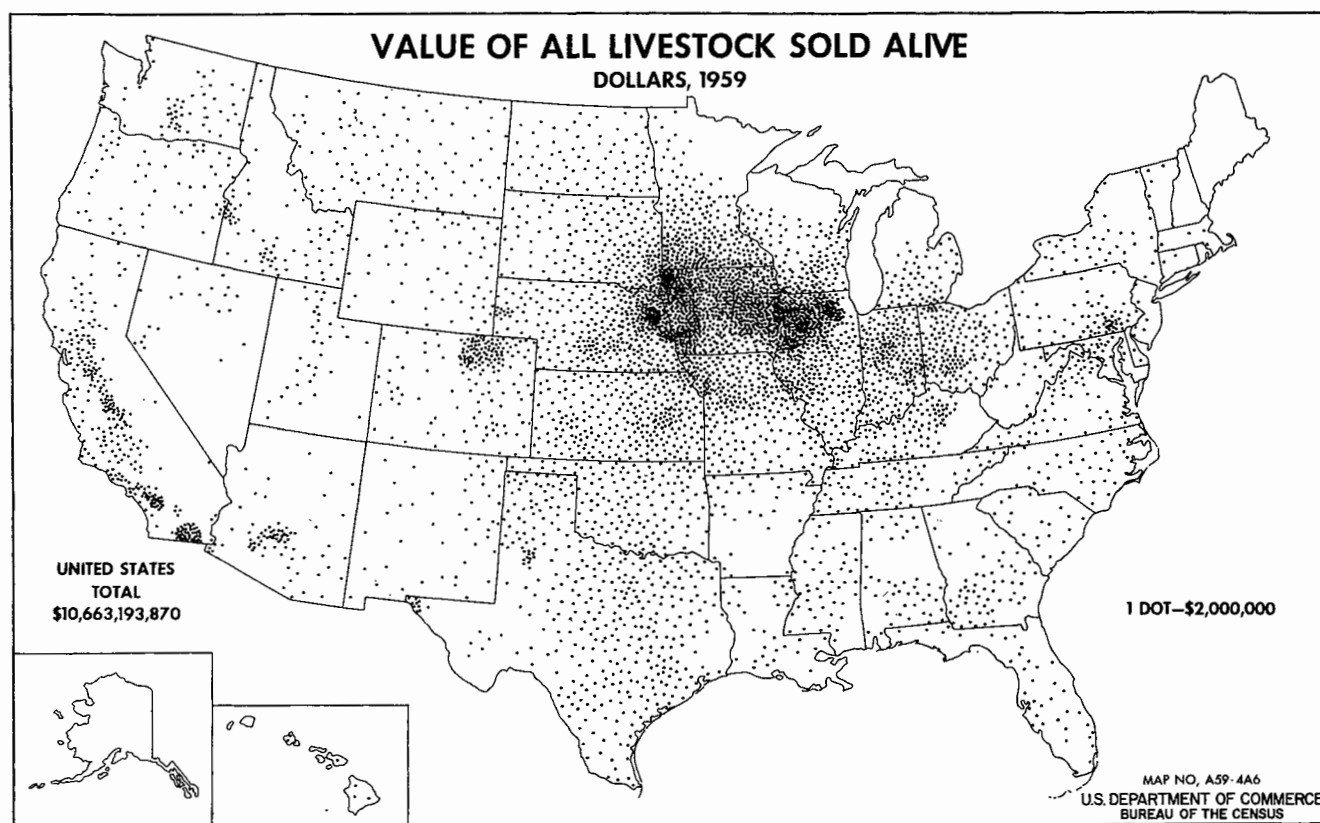 VALUE OF ALL LIVESTOCK SOLD ALIVE
DOLLARS, 1959
UNITED STATES
TOTAL
$10,663,193,870
1 DOT—$2,000,000
MAP NO, A59-4A6
U.S. DEPARTMENT OF COMMERCE
BUREAU OF THE CENSUS